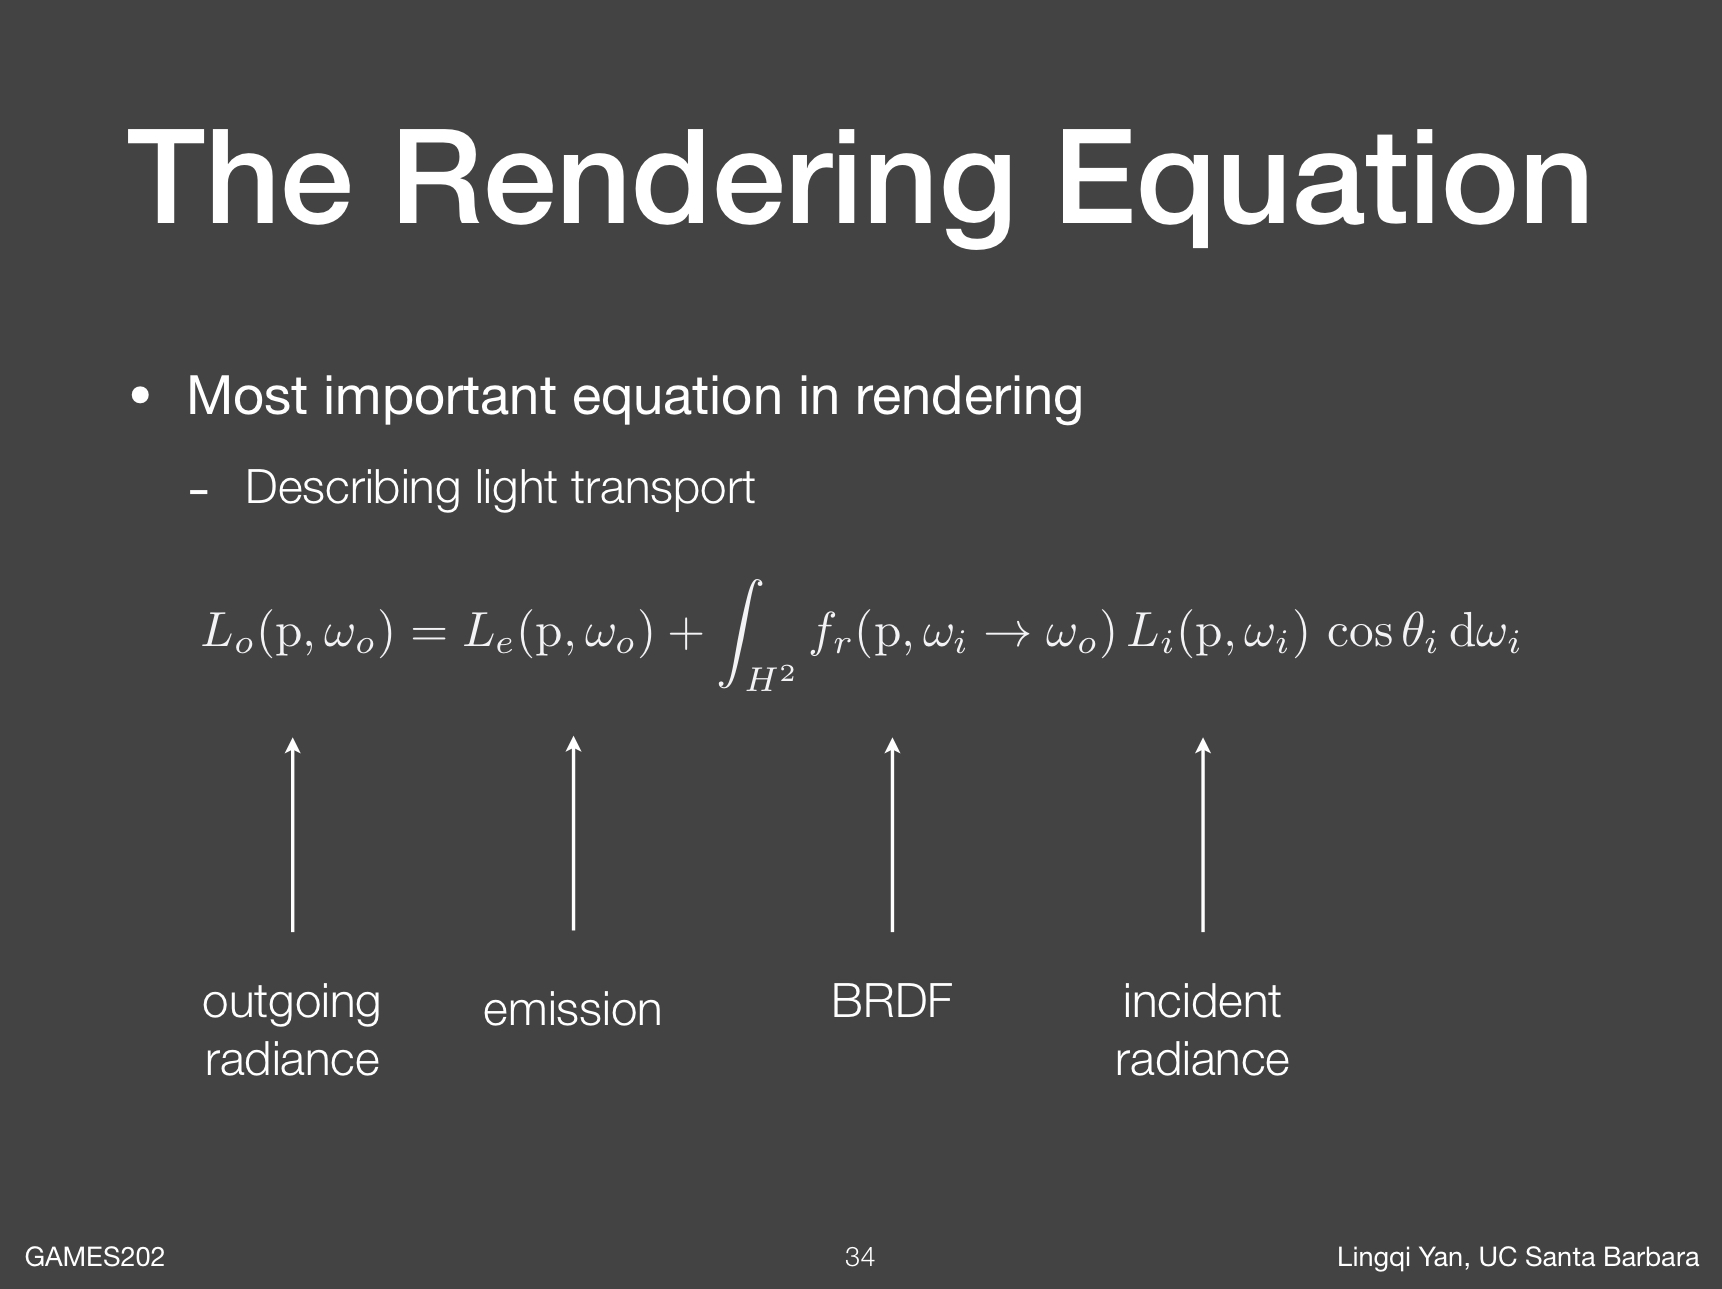 The Rendering Equation
• Most important equation in rendering
- Describing light transport
$L_o(\mathrm{p}, \omega_o) = L_e(\mathrm{p}, \omega_o) + \int_{H^2} f_r(\mathrm{p}, \omega_i \to \omega_o) \, L_i(\mathrm{p}, \omega_i) \, \cos\theta_i \, \mathrm{d}\omega_i$
outgoing
radiance
emission
BRDF
incident
radiance
GAMES202
34
Lingqi Yan, UC Santa Barbara